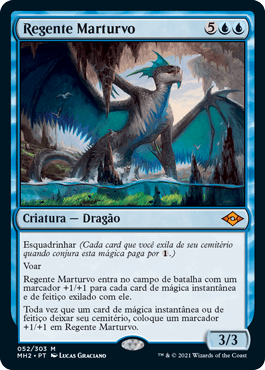 Regente Marturvo 5
Criatura — Dragão
Esquadrinhar (Cada card que você exila de seu cemitério
quando conjura esta mágica paga por 1.)
Voar
Regente Marturvo entra no campo de batalha com um
marcador +1/+1 para cada card de mágica instantânea
e de feitiço exilado com ele.
Toda vez que um card de mágica instantânea ou de
feitiço deixar seu cemitério, coloque um marcador
+1/+1 em Regente Marturvo.
3/3
052/303 M
MH2 • PT Lucas Graciano
™ & © 2021 Wizards of the Coast